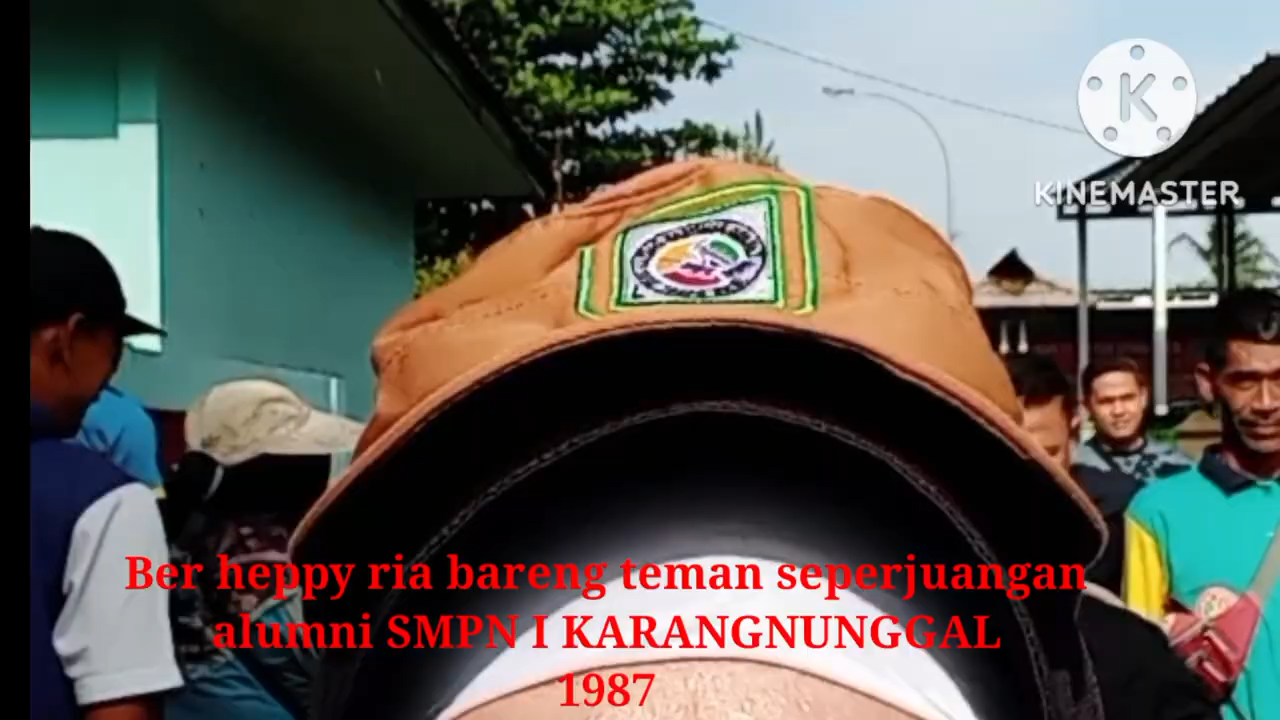 K
KINEMASTER
Ber heppy ria bareng teman seperjuangan
alumni SMPN I KARANGNUNGGAL
1987